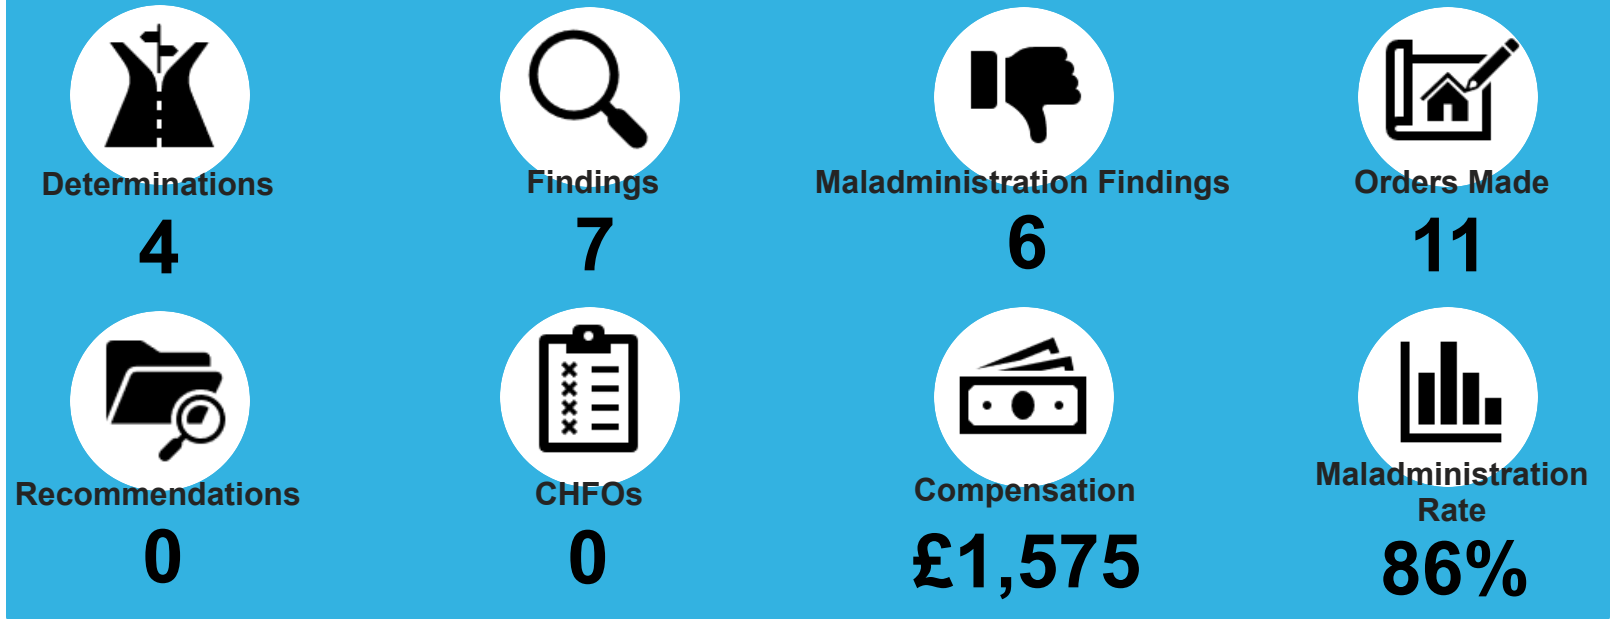 Determinations
4
Findings
7
Maladministration Findings
6
Orders Made
11
Recommendations
0
CHFOs
0
Compensation
£1,575
Maladministration
Rate
86%